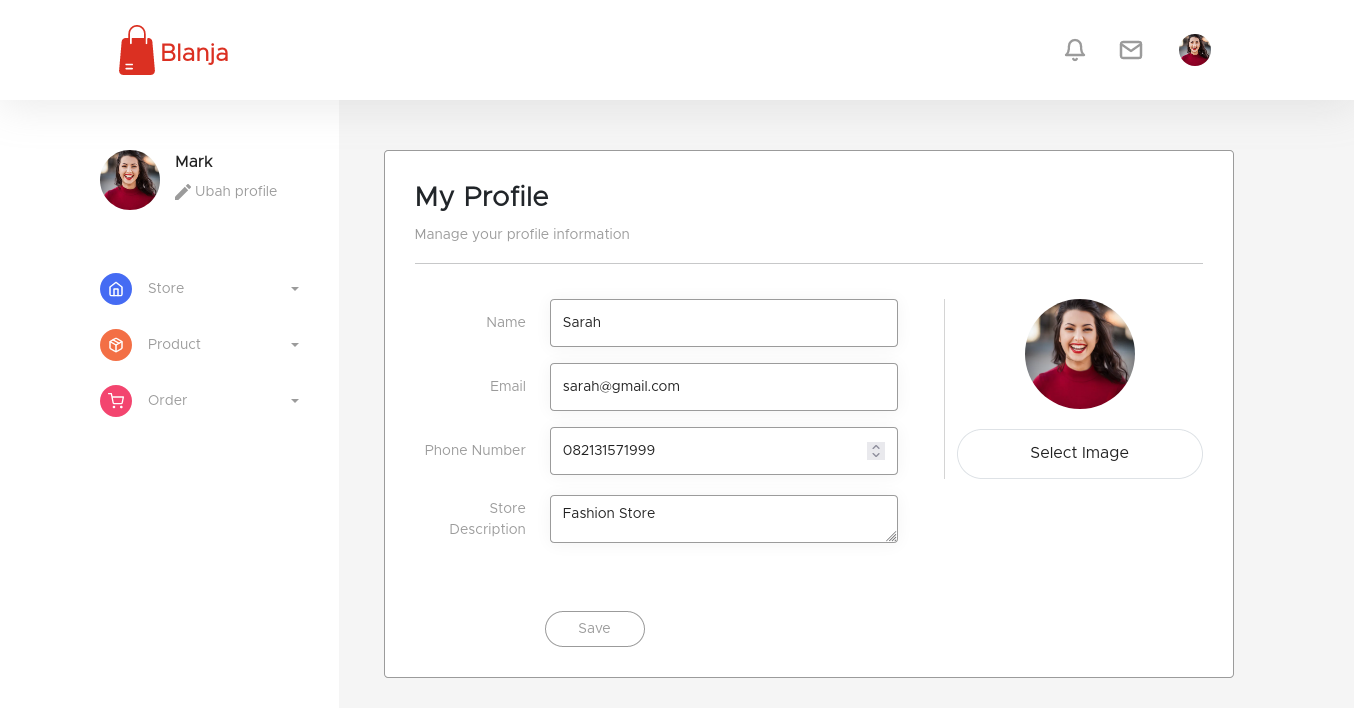 Blanja
Mark
Ubah profile
Store
Product
Order
My Profile
Manage your profile information
Name
Sarah
Email
sarah@gmail.com
Phone Number
082131571999
Store
Description
Fashion Store
Select Image
Save